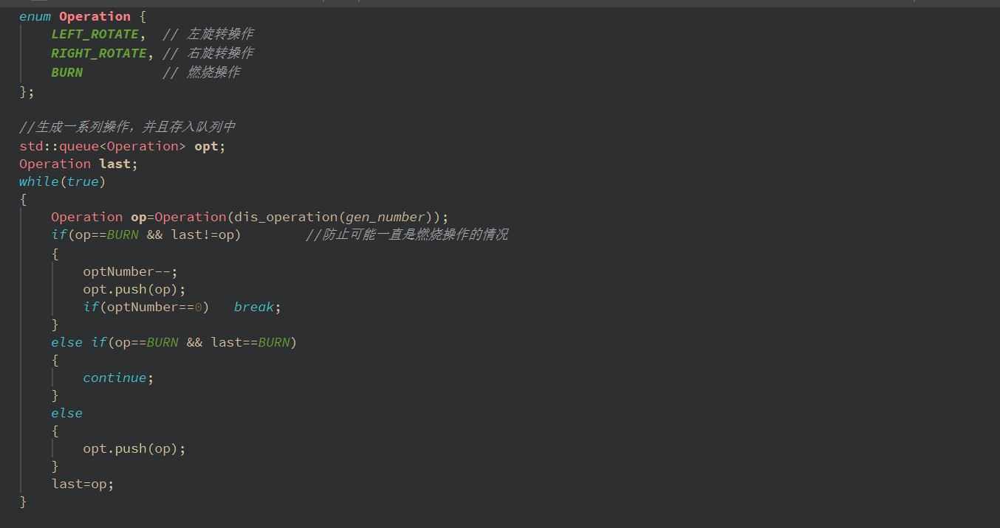 enum Operation {
    LEFT_ROTATE,  // 左旋转操作
    RIGHT_ROTATE, // 右旋转操作
    BURN          // 燃烧操作
};

//生成一系列操作，并且存入队列中
std::queue<Operation> opt;
Operation last;
while(true)
{
    Operation op=Operation(dis_operation(gen_number));
    if(op==BURN && last!=op)        //防止可能一直是燃烧操作的情况
    {
        optNumber--;
        opt.push(op);
        if(optNumber==0)   break;
    }
    else if(op==BURN && last==BURN)
    {
        continue;
    }
    else
    {
        opt.push(op);
    }
    last=op;
}